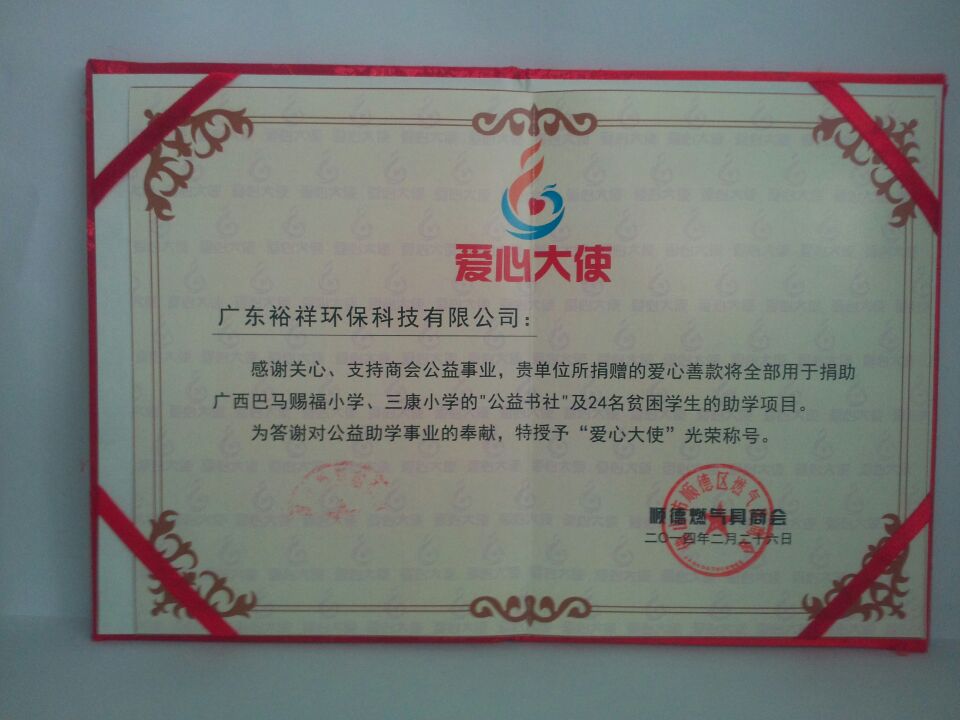 爱心大使
广东裕祥环保科技有限公司：
感谢关心、支持商会公益事业，贵单位所捐赠的爱心善款将全部用于捐助
广西巴马赐福小学、三康小学的"公益书社"及24名贫困学生的助学项目。
为答谢对公益助学事业的奉献，特授予“爱心大使”光荣称号。
顺德燃气具商会
二〇一四年二月二十六日